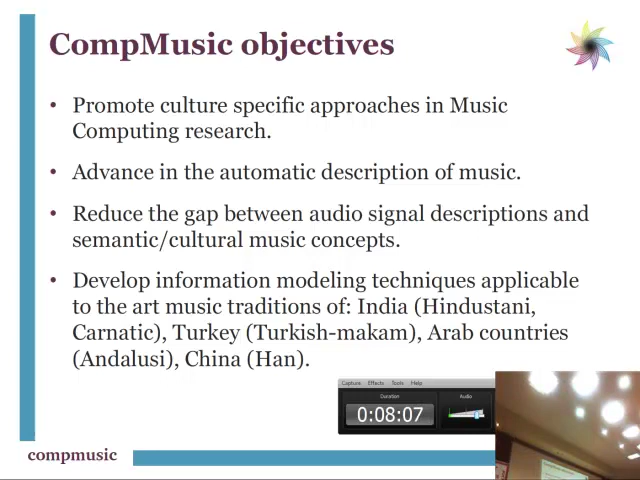 CompMusic objectives
• Promote culture specific approaches in Music
Computing research.
• Advance in the automatic description of music.
• Reduce the gap between audio signal descriptions and
semantic/cultural music concepts.
• Develop information modeling techniques applicable
to the art music traditions of: India (Hindustani,
Carnatic), Turkey (Turkish-makam), Arab countries
(Andalusi), China (Han).
Capture Effects Tools Help
Duration Audio
0:08:07
compmusic